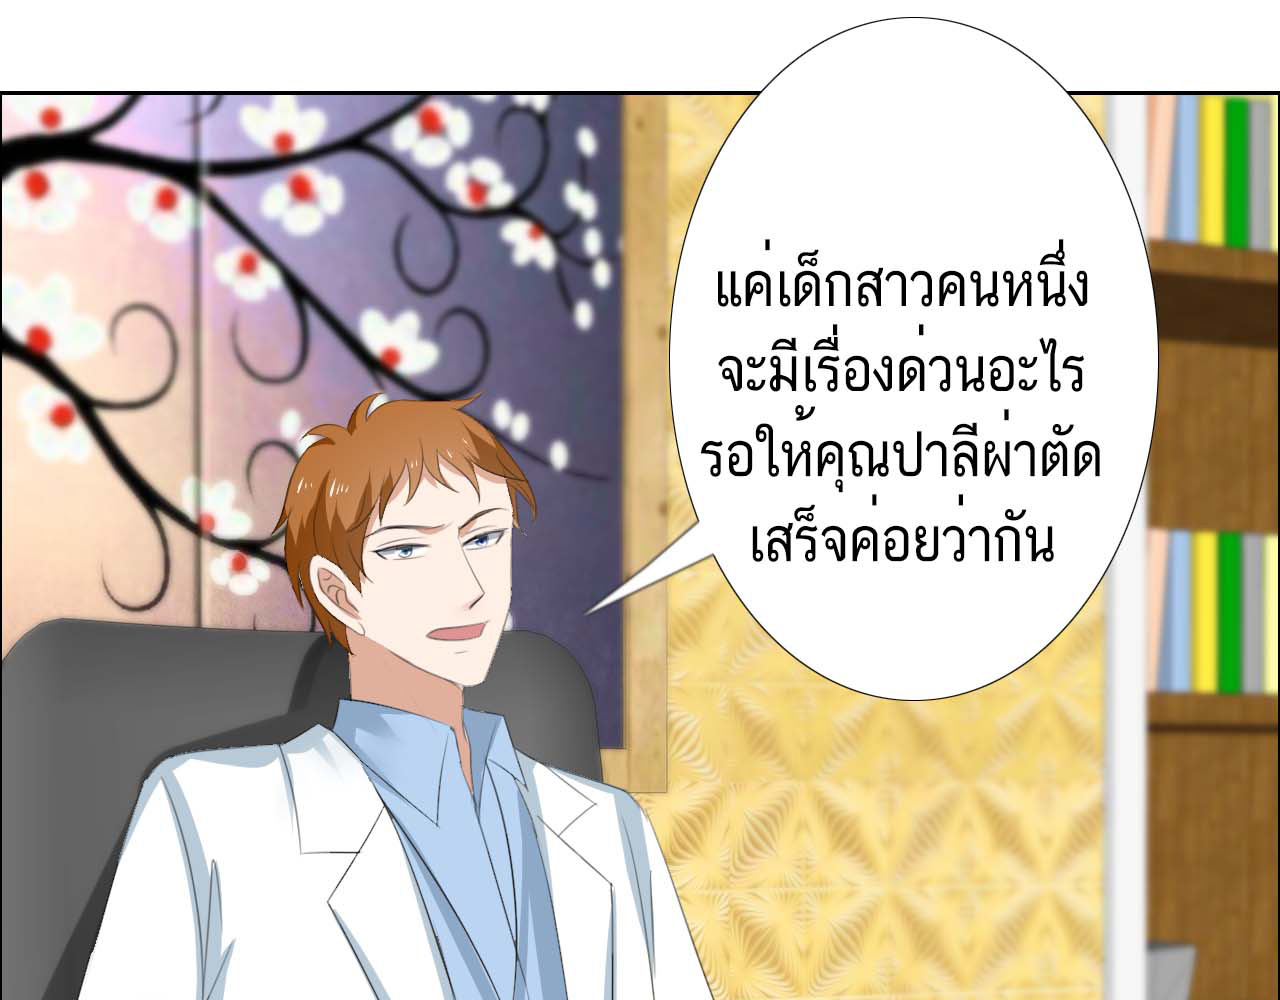 แค่เด็กสาวคนหนึ่ง
จะมีเรื่องด่วนอะไร
รอให้คุณปาลีผ่าตัด
เสร็จค่อยว่ากัน